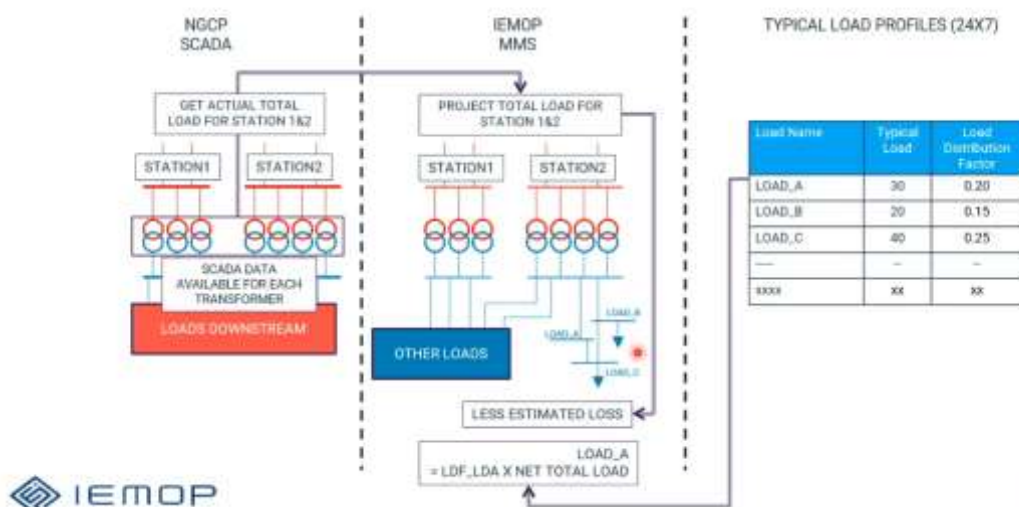 NGCP
SCADA
IEMOP
MMS
TYPICAL LOAD PROFILES (24X7)
GET ACTUAL TOTAL
LOAD FOR STATION 1&2
PROJECT TOTAL LOAD FOR
STATION 1&2
STATION1
STATION2
STATION1
STATION2
SCADA DATA
AVAILABLE FOR EACH
TRANSFORMER
LOADS DOWNSTREAM
OTHER LOADS
LOAD_B
LOAD_A
LOAD_C
LESS ESTIMATED LOSS
LOAD_A
= LDF_LDA X NET TOTAL LOAD
Load Name Typical Load Load Distribution Factor
LOAD_A 30 0.20
LOAD_B 20 0.15
LOAD_C 40 0.25
---- -- --
xxxx xx xx
IEMOP